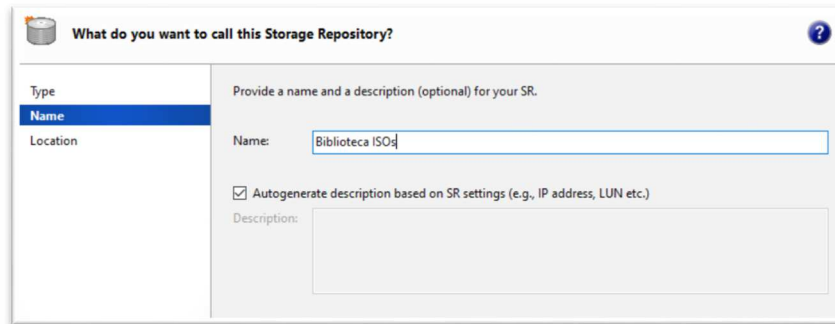 What do you want to call this Storage Repository?
?
Type
Name
Location
Provide a name and a description (optional) for your SR.
Name:
Biblioteca ISOs
Autogenerate description based on SR settings (e.g., IP address, LUN etc.)
Description: